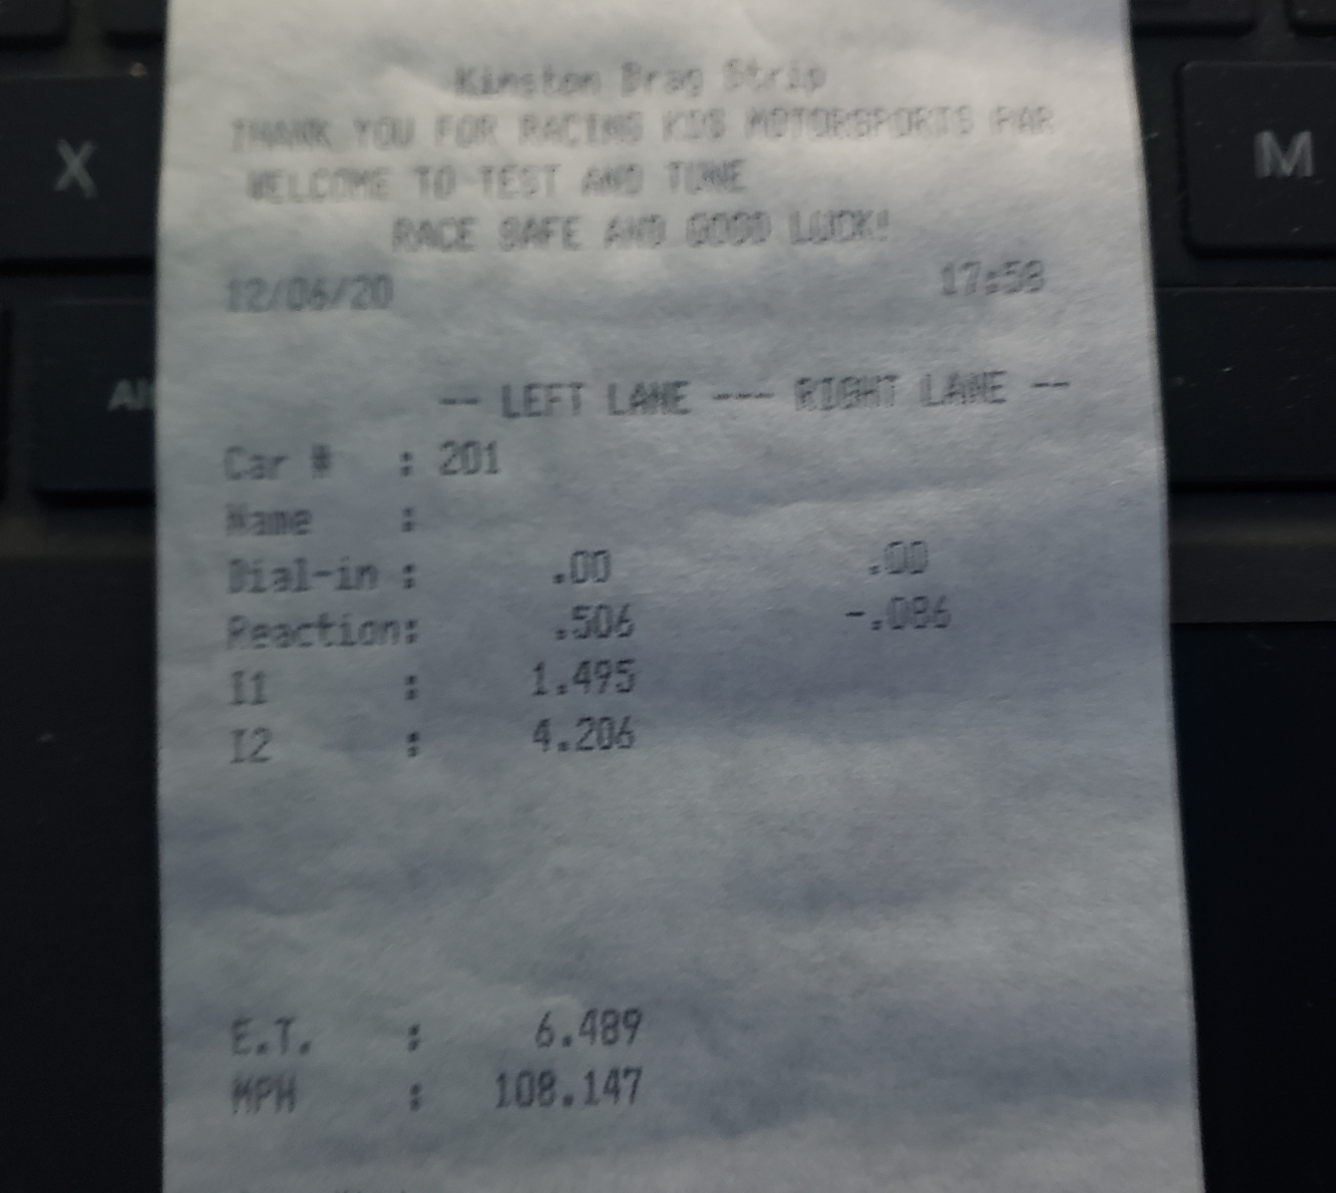 Kinston Drag Strip
THANK YOU FOR RACING KDS MOTORSPORTS PAR
WELCOME TO TEST AND TUNE
RACE SAFE AND GOOD LUCK!
12/06/20 17:58
-- LEFT LANE --- RIGHT LANE --
Car # : 201
Name :
Dial-in : .00 .00
Reaction: .506 -.086
I1 : 1.495
I2 : 4.206
E.T. : 6.489
MPH : 108.147
X
M
Alt